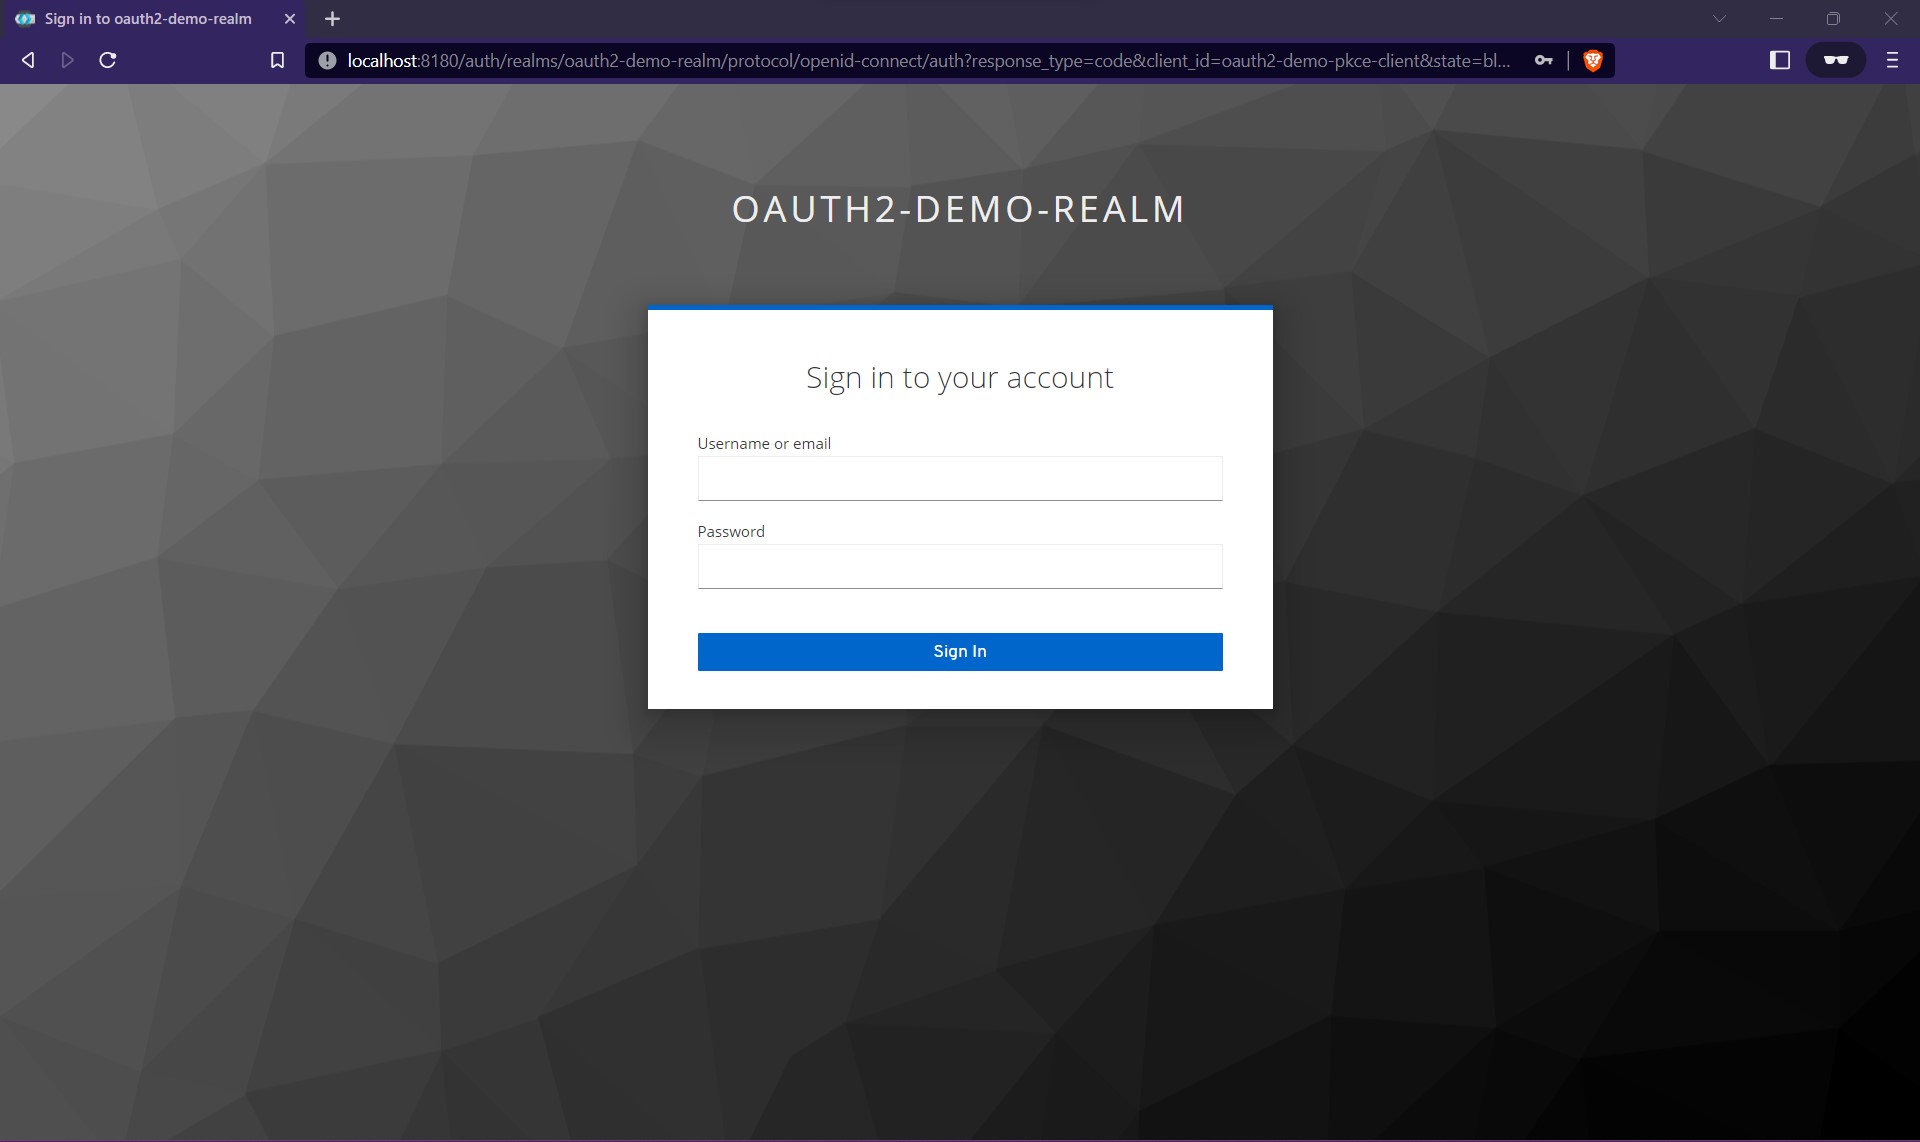 Sign in to oauth2-demo-realm
localhost:8180/auth/realms/oauth2-demo-realm/protocol/openid-connect/auth?response_type=code&client_id=oauth2-demo-pkce-client&state=bl...
OAUTH2-DEMO-REALM
Sign in to your account
Username or email
Password
Sign In